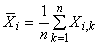 X̅ᵢ = 1/n ∑ₖ₌₁ⁿ Xᵢ,ₖ